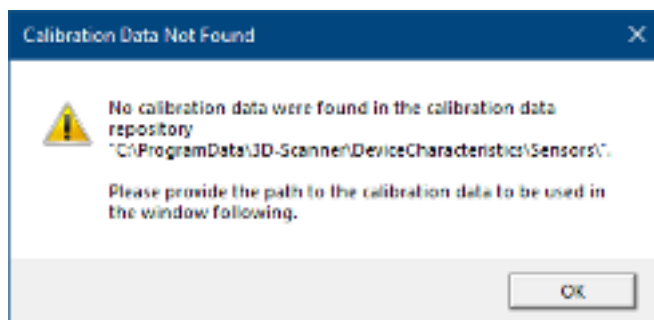 Calibration Data Not Found
No calibration data were found in the calibration data
repository
"C:\ProgramData\3D-Scanner\DeviceCharacteristics\Sensors\".
Please provide the path to the calibration data to be used in
the window following.
OK